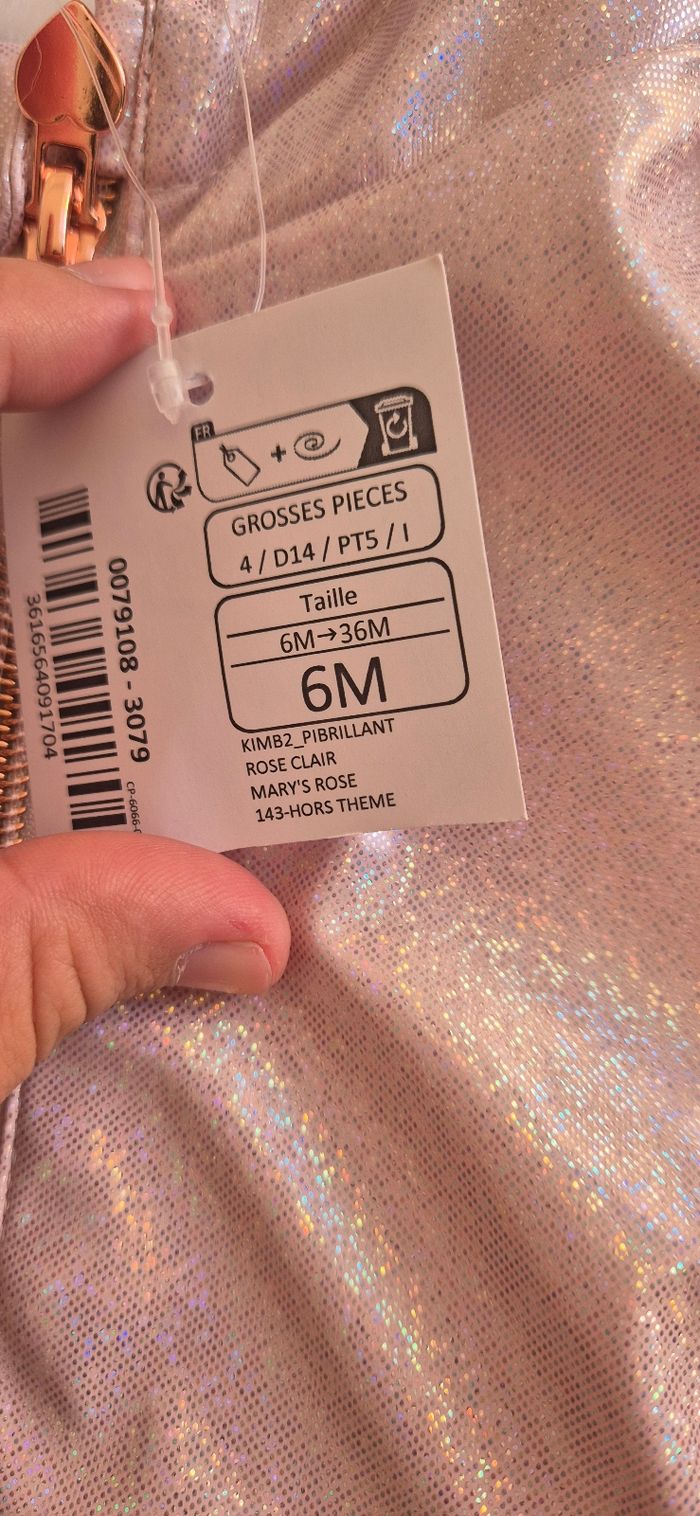 FR
+
GROSSES PIECES
4 / D14 / PT5 / I
Taille
6M→36M
6M
KIMB2_PIBRILLANT
ROSE CLAIR
MARY'S ROSE
143-HORS THEME
0079108 - 3079
3616564091704